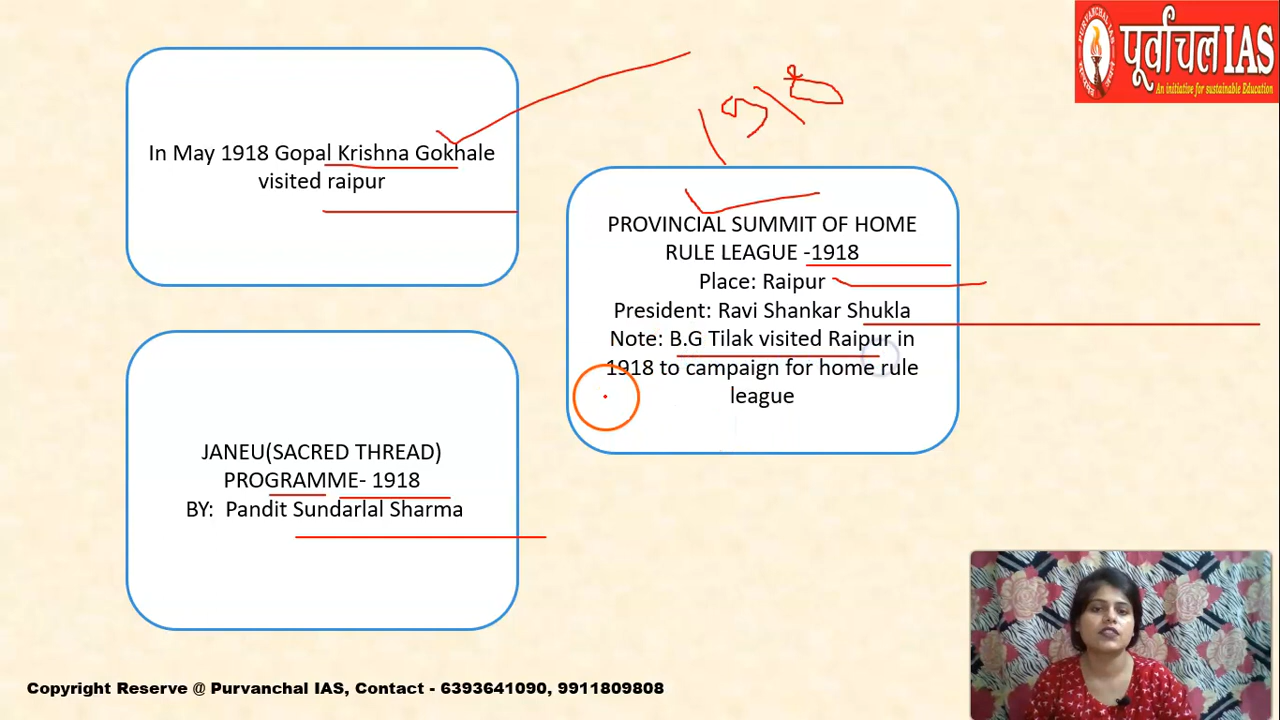 In May 1918 Gopal Krishna Gokhale
visited raipur
1918
PROVINCIAL SUMMIT OF HOME
RULE LEAGUE -1918
Place: Raipur
President: Ravi Shankar Shukla
Note: B.G Tilak visited Raipur in
1918 to campaign for home rule
league
JANEU(SACRED THREAD)
PROGRAMME- 1918
BY:  Pandit Sundarlal Sharma
PURVANCHAL IAS
पूर्वांचल IAS
An initiative for sustainable Education
Copyright Reserve @ Purvanchal IAS, Contact - 6393641090, 9911809808